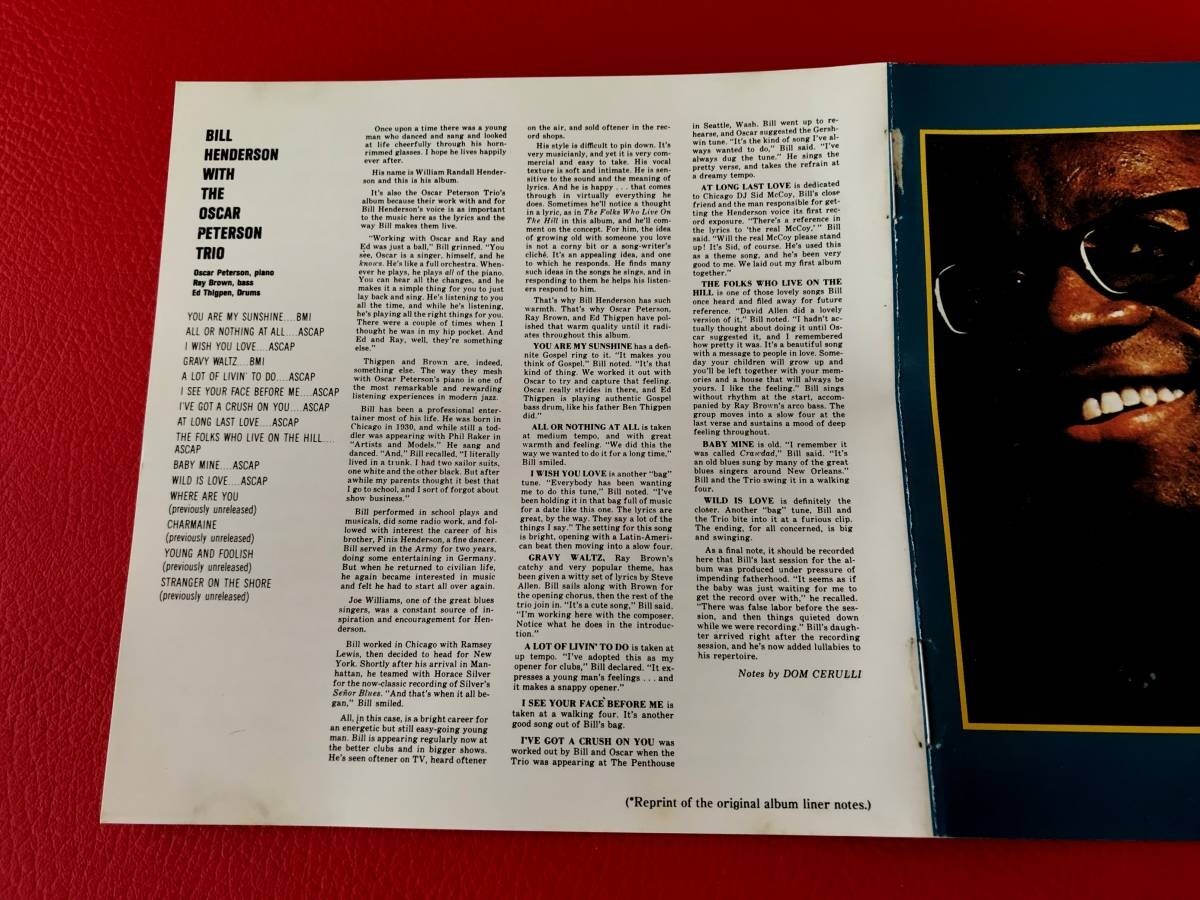 BILL
HENDERSON
WITH
THE
OSCAR
PETERSON
TRIO
Oscar Peterson, piano
Ray Brown, bass
Ed Thigpen, Drums
YOU ARE MY SUNSHINE....BMI
ALL OR NOTHING AT ALL....ASCAP
I WISH YOU LOVE....ASCAP
GRAVY WALTZ...BMI
A LOT OF LIVIN' TO DO....ASCAP
I SEE YOUR FACE BEFORE ME....ASCAP
I'VE GOT A CRUSH ON YOU....ASCAP
AT LONG LAST LOVE....ASCAP
THE FOLKS WHO LIVE ON THE HILL....
ASCAP
BABY MINE....ASCAP
WILD IS LOVE....ASCAP
WHERE ARE YOU
(previously unreleased)
CHARMAINE
(previously unreleased)
YOUNG AND FOOLISH
(previously unreleased)
STRANGER ON THE SHORE
(previously unreleased)
Once upon a time there was a young
man who danced and sang and looked
at life cheerfully through his horn-
rimmed glasses. I hope he lives happily
ever after.
His name is William Randall Hender-
son and this is his album.
It's also the Oscar Peterson Trio's
album because their work with and for
Bill Henderson's voice is as important
to the music here as the lyrics and the
way Bill makes them live.
"Working with Oscar and Ray and
Ed was just a ball," Bill grinned. "You
see, Oscar is a singer, himself, and he
knows. He's like a full orchestra. When-
ever he plays, he plays all of the piano.
You can hear all the changes, and he
makes it a simple thing for you to just
lay back and sing. He's listening to you
all the time, and while he's listening,
he's playing all the right things for you.
There were a couple of times when I
thought he was in my hip pocket. And
Ed and Ray, well, they're something
else."
Thigpen and Brown are, indeed,
something else. The way they mesh
with Oscar Peterson's piano is one of
the most remarkable and rewarding
listening experiences in modern jazz.
Bill has been a professional enter-
tainer most of his life. He was born in
Chicago in 1930, and while still a tod-
dler was appearing with Phil Raker in
"Artists and Models." He sang and
danced. "And," Bill recalled, "I literally
lived in a trunk. I had two sailor suits,
one white and the other black. But after
awhile my parents thought it best that
I go to school, and I sort of forgot about
show business."
Bill performed in school plays and
musicals, did some radio work, and fol-
lowed with interest the career of his
brother, Finis Henderson, a fine dancer.
Bill served in the Army for two years,
doing some entertaining in Germany.
But when he returned to civilian life,
he again became interested in music
and felt he had to start all over again.
Joe Williams, one of the great blues
singers, was a constant source of in-
spiration and encouragement for Hen-
derson.
Bill worked in Chicago with Ramsey
Lewis, then decided to head for New
York. Shortly after his arrival in Man-
hattan, he teamed with Horace Silver
for the now-classic recording of Silver's
Señor Blues. "And that's when it all be-
gan," Bill smiled.
All, in this case, is a bright career for
an energetic but still easy-going young
man. Bill is appearing regularly now at
the better clubs and in bigger shows.
He's seen oftener on TV, heard oftener
on the air, and sold oftener in the rec-
ord shops.
His style is difficult to pin down. It's
very musicianly, and yet it is very com-
mercial and easy to take. His vocal
texture is soft and intimate. He is sen-
sitive to the sound and the meaning of
lyrics. And he is happy . . . that comes
through in virtually everything he
does. Sometimes he'll notice a thought
in a lyric, as in The Folks Who Live On
The Hill in this album, and he'll com-
ment on the concept. For him, the idea
of growing old with someone you love
is not a corny bit or a song-writer's
cliché. It's an appealing idea, and one
to which he responds. He finds many
such ideas in the songs he sings, and in
responding to them he helps his listen-
ers respond to him.
That's why Bill Henderson has such
warmth. That's why Oscar Peterson,
Ray Brown, and Ed Thigpen have pol-
ished that warm quality until it radi-
ates throughout this album.
YOU ARE MY SUNSHINE has a defi-
nite Gospel ring to it. "It makes you
think of Gospel," Bill noted. "It's that
kind of thing. We worked it out with
Oscar to try and capture that feeling.
Oscar really strides in there, and Ed
Thigpen is playing authentic Gospel
bass drum, like his father Ben Thigpen
did."
ALL OR NOTHING AT ALL is taken
at medium tempo, and with great
warmth and feeling. "We did this the
way we wanted to do it for a long time,"
Bill smiled.
I WISH YOU LOVE is another "bag"
tune. "Everybody has been wanting
me to do this tune," Bill noted. "I've
been holding it in that bag full of music
for a date like this one. The lyrics are
great, by the way. They say a lot of the
things I say." The setting for this song
is bright, opening with a Latin-Ameri-
can beat then moving into a slow four.
GRAVY WALTZ, Ray Brown's
catchy and very popular theme, has
been given a witty set of lyrics by Steve
Allen. Bill sails along with Brown for
the opening chorus, then the rest of the
trio join in. "It's a cute song," Bill said.
"I'm working here with the composer.
Notice what he does in the introduc-
tion."
A LOT OF LIVIN' TO DO is taken at
up tempo. "I've adopted this as my
opener for clubs," Bill declared. "It ex-
presses a young man's feelings . . . and
it makes a snappy opener."
I SEE YOUR FACE BEFORE ME is
taken at a walking four. It's another
good song out of Bill's bag.
I'VE GOT A CRUSH ON YOU was
worked out by Bill and Oscar when the
Trio was appearing at The Penthouse
in Seattle, Wash. Bill went up to re-
hearse, and Oscar suggested the Gersh-
win tune. "It's the kind of song I've al-
ways wanted to do," Bill said. "I've
always dug the tune." He sings the
pretty verse, and takes the refrain at
a dreamy tempo.
AT LONG LAST LOVE is dedicated
to Chicago DJ Sid McCoy, Bill's close
friend and the man responsible for get-
ting the Henderson voice its first rec-
ord exposure. "There's a reference in
the lyrics to 'the real McCoy,'" Bill
said. "Will the real McCoy please stand
up! It's Sid, of course. He's used this
as a theme song, and he's been very
good to me. We laid out my first album
together."
THE FOLKS WHO LIVE ON THE
HILL is one of those lovely songs Bill
once heard and filed away for future
reference. "David Allen did a lovely
version of it," Bill noted. "I hadn't ac-
tually thought about doing it until Os-
car suggested it, and I remembered
how pretty it was. It's a beautiful song
with a message to people in love. Some-
day your children will grow up and
you'll be left together with your mem-
ories and a house that will always be
yours. I like the feeling." Bill sings
without rhythm at the start, accom-
panied by Ray Brown's arco bass. The
group moves into a slow four at the
last verse and sustains a mood of deep
feeling throughout.
BABY MINE is old. "I remember it
was called Crawdad," Bill said. "It's
an old blues sung by many of the great
blues singers around New Orleans."
Bill and the Trio swing it in a walking
four.
WILD IS LOVE is definitely the
closer. Another "bag" tune, Bill and
the Trio bite into it at a furious clip.
The ending, for all concerned, is big
and swinging.
As a final note, it should be recorded
here that Bill's last session for the al-
bum was produced under pressure of
impending fatherhood. "It seems as if
the baby was just waiting for me to
get the record over with," he recalled.
"There was false labor before the ses-
sion, and then things quieted down
while we were recording." Bill's daugh-
ter arrived right after the recording
session, and he's now added lullabies to
his repertoire.
Notes by DOM CERULLI
(*Reprint of the original album liner notes.)